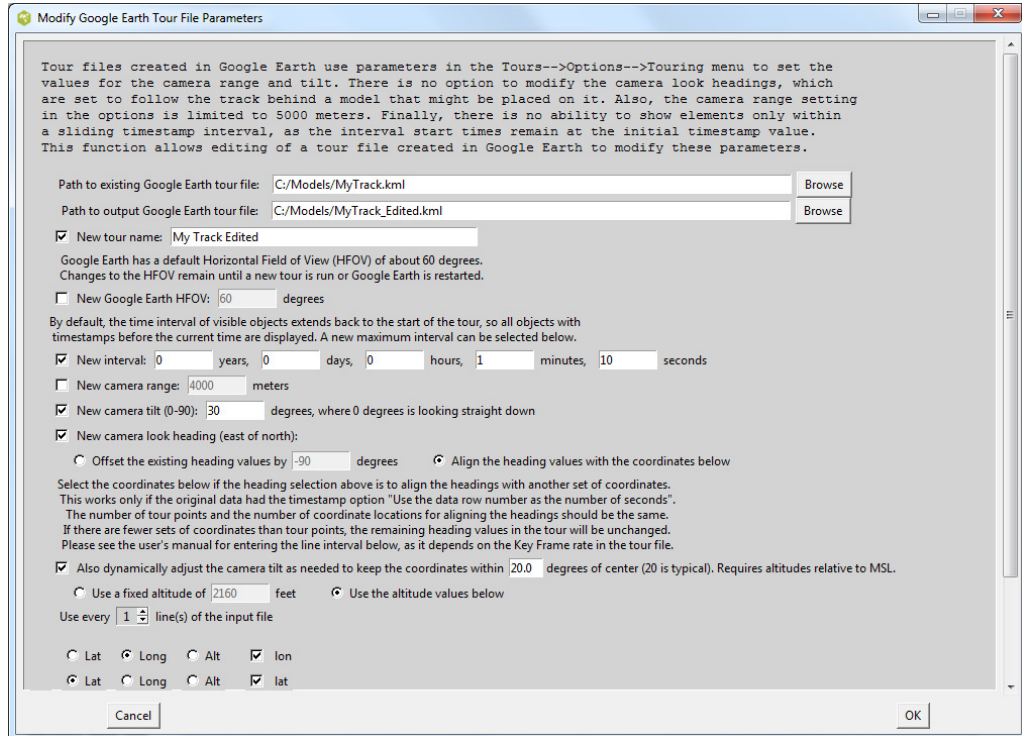 Modify Google Earth Tour File Parameters
Tour files created in Google Earth use parameters in the Tours-->Options-->Touring menu to set the
values for the camera range and tilt. There is no option to modify the camera look headings, which
are set to follow the track behind a model that might be placed on it. Also, the camera range setting
in the options is limited to 5000 meters. Finally, there is no ability to show elements only within
a sliding timestamp interval, as the interval start times remain at the initial timestamp value.
This function allows editing of a tour file created in Google Earth to modify these parameters.
Path to existing Google Earth tour file: C:/Models/MyTrack.kml Browse
Path to output Google Earth tour file: C:/Models/MyTrack_Edited.kml Browse
New tour name: My Track Edited
Google Earth has a default Horizontal Field of View (HFOV) of about 60 degrees.
Changes to the HFOV remain until a new tour is run or Google Earth is restarted.
New Google Earth HFOV: 60 degrees
By default, the time interval of visible objects extends back to the start of the tour, so all objects with
timestamps before the current time are displayed. A new maximum interval can be selected below.
New interval: 0 years, 0 days, 0 hours, 1 minutes, 10 seconds
New camera range: 4000 meters
New camera tilt (0-90): 30 degrees, where 0 degrees is looking straight down
New camera look heading (east of north):
Offset the existing heading values by -90 degrees Align the heading values with the coordinates below
Select the coordinates below if the heading selection above is to align the headings with another set of coordinates.
This works only if the original data had the timestamp option "Use the data row number as the number of seconds".
The number of tour points and the number of coordinate locations for aligning the headings should be the same.
If there are fewer sets of coordinates than tour points, the remaining heading values in the tour will be unchanged.
Please see the user's manual for entering the line interval below, as it depends on the Key Frame rate in the tour file.
Also dynamically adjust the camera tilt as needed to keep the coordinates within 20.0 degrees of center (20 is typical). Requires altitudes relative to MSL.
Use a fixed altitude of 2160 feet Use the altitude values below
Use every 1 line(s) of the input file
Lat Long Alt lon
Lat Long Alt lat
Cancel OK